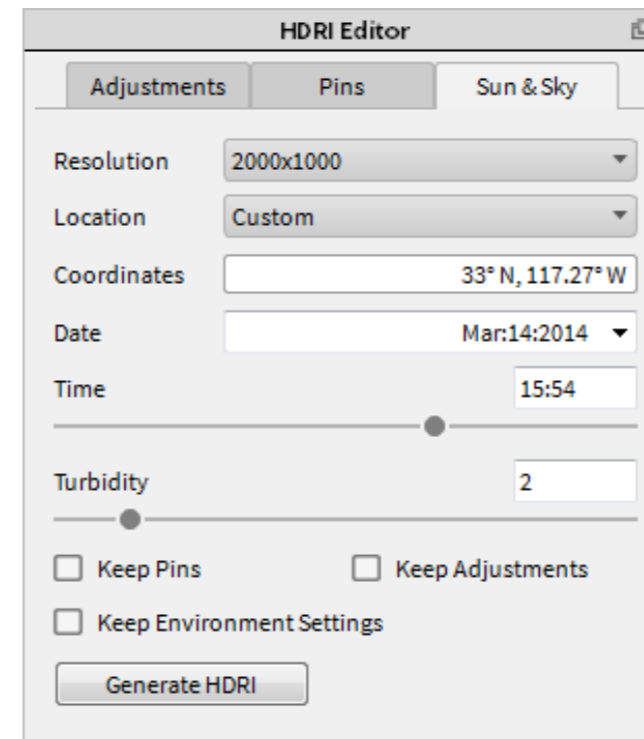 HDRI Editor
Adjustments Pins Sun & Sky
Resolution 2000x1000
Location Custom
Coordinates 33° N, 117.27° W
Date Mar:14:2014
Time 15:54
Turbidity 2
Keep Pins Keep Adjustments
Keep Environment Settings
Generate HDRI